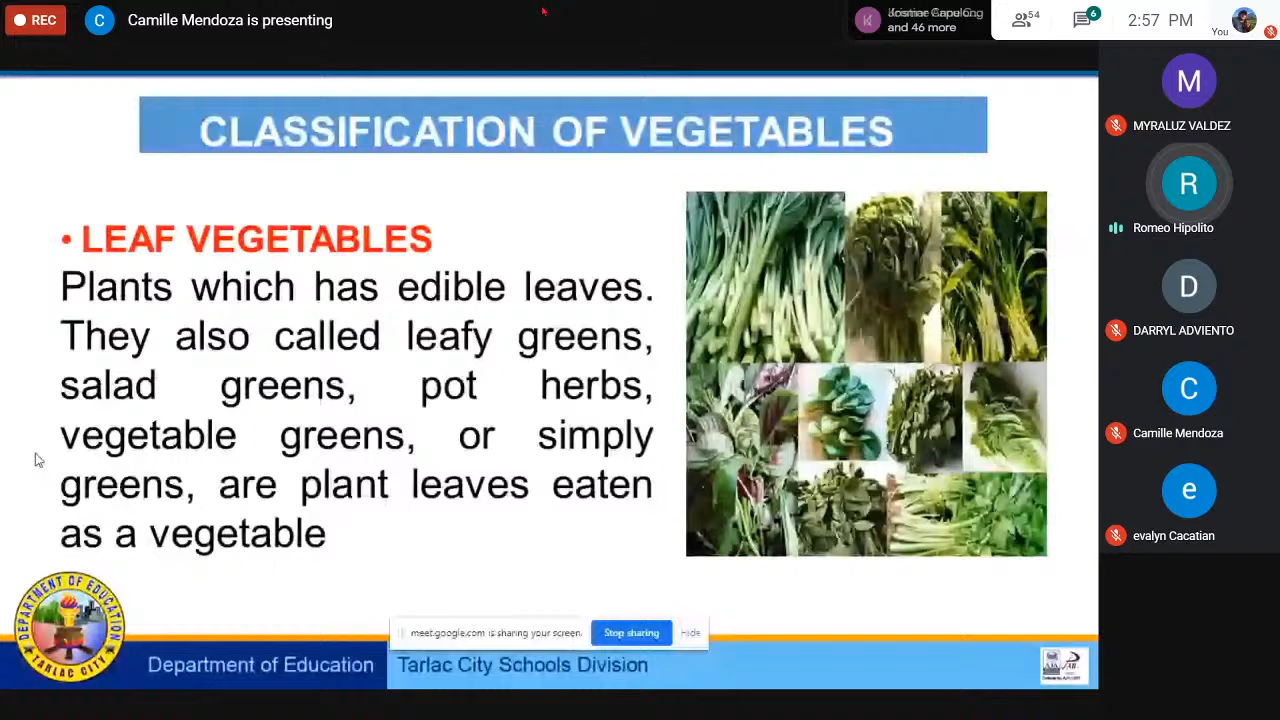 REC
C
Camille Mendoza is presenting
K
and 46 more
54
6
2:57 PM
You
CLASSIFICATION OF VEGETABLES
• LEAF VEGETABLES
Plants which has edible leaves.
They also called leafy greens,
salad greens, pot herbs,
vegetable greens, or simply
greens, are plant leaves eaten
as a vegetable
M
MYRALUZ VALDEZ
R
Romeo Hipolito
D
DARRYL ADVIENTO
C
Camille Mendoza
e
evalyn Cacatian
meet.google.com is sharing your screen.
Stop sharing
Hide
DEPARTMENT OF EDUCATION
TARLAC CITY
Department of Education
Tarlac City Schools Division